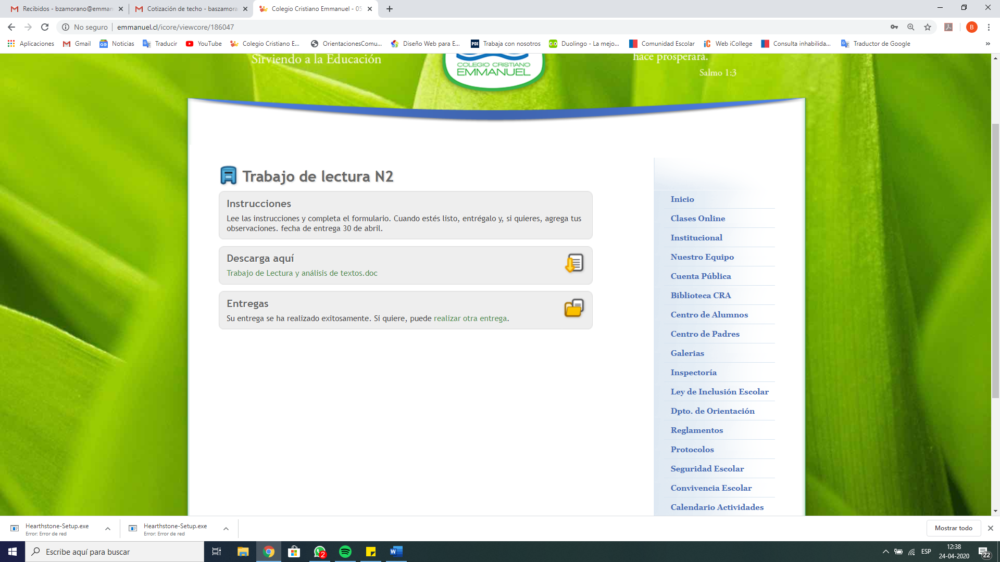 Recibidos - bzamorano@emman
Cotización de techo - baszamora
Colegio Cristiano Emmanuel - 05
No seguro
emmanuel.cl/icore/viewcore/186047
B
Aplicaciones
Gmail
Noticias
Traducir
YouTube
Colegio Cristiano E...
OrientacionesComu...
Diseño Web para E...
PDI
Trabaja con nosotros
Duolingo - La mejo...
Comunidad Escolar
iC
Web iCollege
Consulta inhabilida...
Traductor de Google
»
Sirviendo a la Educación
COLEGIO CRISTIANO
EMMANUEL
hace prosperará.
Salmo 1:3
Trabajo de lectura N2
Instrucciones
Lee las instrucciones y completa el formulario. Cuando estés listo, entrégalo y, si quieres, agrega tus
observaciones. fecha de entrega 30 de abril.
Descarga aquí
Trabajo de Lectura y análisis de textos.doc
Entregas
Su entrega se ha realizado exitosamente. Si quiere, puede realizar otra entrega.
Inicio
Clases Online
Institucional
Nuestro Equipo
Cuenta Pública
Biblioteca CRA
Centro de Alumnos
Centro de Padres
Galerias
Inspectoría
Ley de Inclusión Escolar
Dpto. de Orientación
Reglamentos
Protocolos
Seguridad Escolar
Convivencia Escolar
Calendario Actividades
Hearthstone-Setup.exe
Error: Error de red
Hearthstone-Setup.exe
Error: Error de red
Mostrar todo
Escribe aquí para buscar
2
W
ESP
12:38
24-04-2020
22